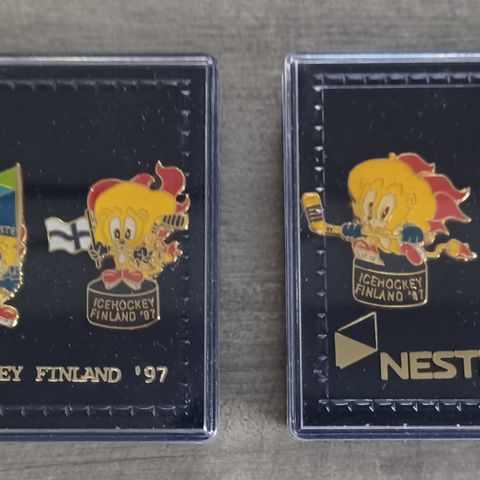 ICEHOCKEY
FINLAND '97
EY FINLAND '97
ICEHOCKEY
FINLAND '97
NEST